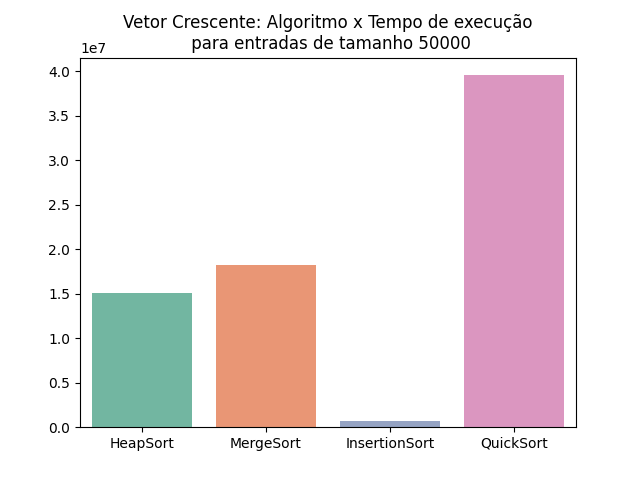 Vetor Crescente: Algoritmo x Tempo de execução
para entradas de tamanho 50000
1e7
4.0
3.5
3.0
2.5
2.0
1.5
1.0
0.5
0.0
HeapSort MergeSort InsertionSort QuickSort